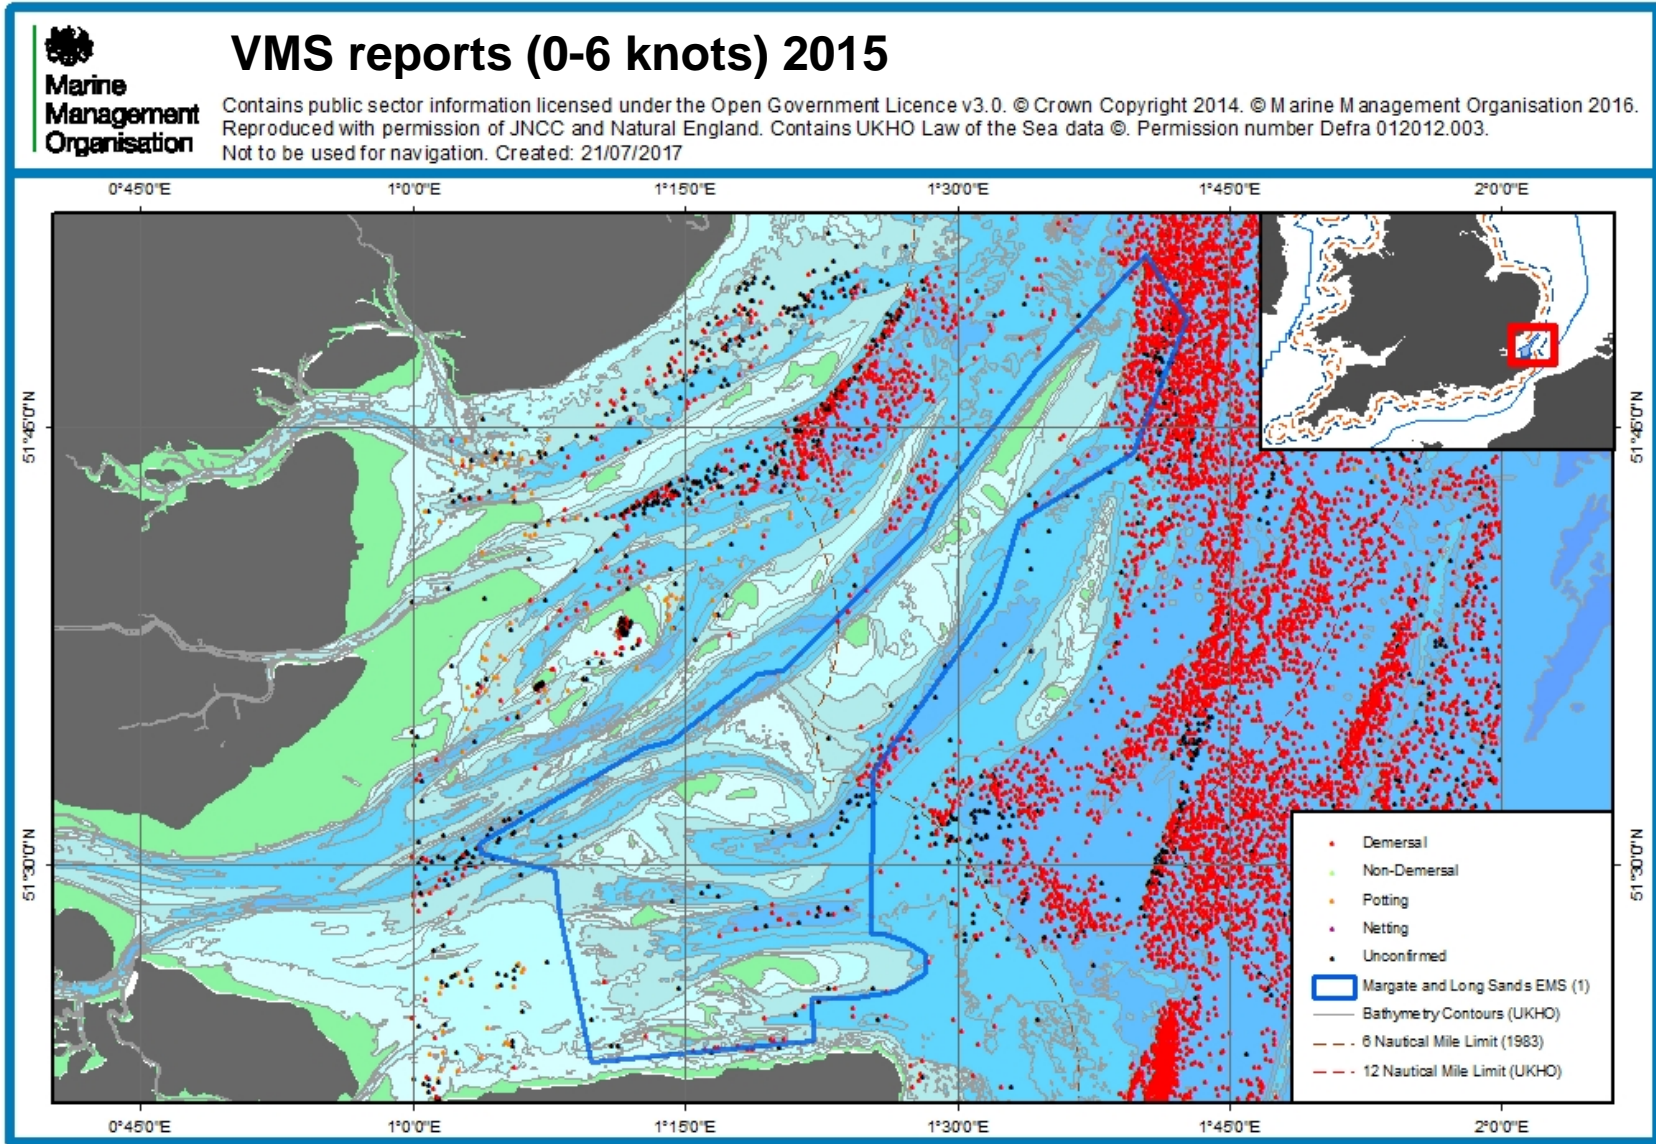 VMS reports (0-6 knots) 2015
Marine
Management
Organisation
Contains public sector information licensed under the Open Government Licence v3.0. © Crown Copyright 2014. © Marine Management Organisation 2016.
Reproduced with permission of JNCC and Natural England. Contains UKHO Law of the Sea data ©. Permission number Defra 012012.003.
Not to be used for navigation. Created: 21/07/2017
0°45'0"E 1°0'0"E 1°15'0"E 1°30'0"E 1°45'0"E 2°0'0"E
51°45'0"N 51°45'0"N
51°30'0"N 51°30'0"N
Demersal
Non-Demersal
Potting
Netting
Unconfirmed
Margate and Long Sands EMS (1)
Bathymetry Contours (UKHO)
6 Nautical Mile Limit (1983)
12 Nautical Mile Limit (UKHO)
0°45'0"E 1°0'0"E 1°15'0"E 1°30'0"E 1°45'0"E 2°0'0"E